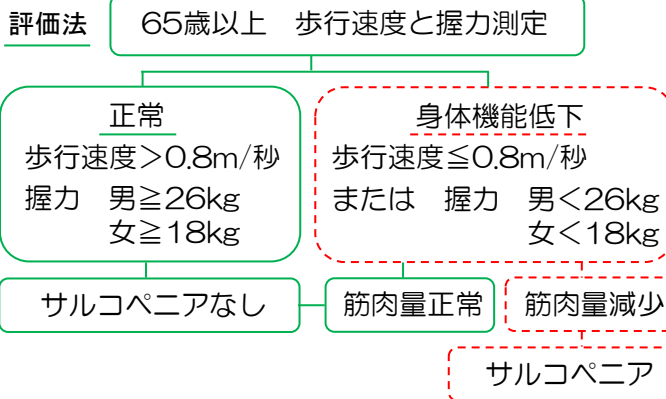 評価法
65歳以上 歩行速度と握力測定
正常
歩行速度＞0.8m/秒
握力 男≧26kg
女≧18kg
身体機能低下
歩行速度≦0.8m/秒
または 握力 男＜26kg
女＜18kg
サルコペニアなし
筋肉量正常
筋肉量減少
サルコペニア